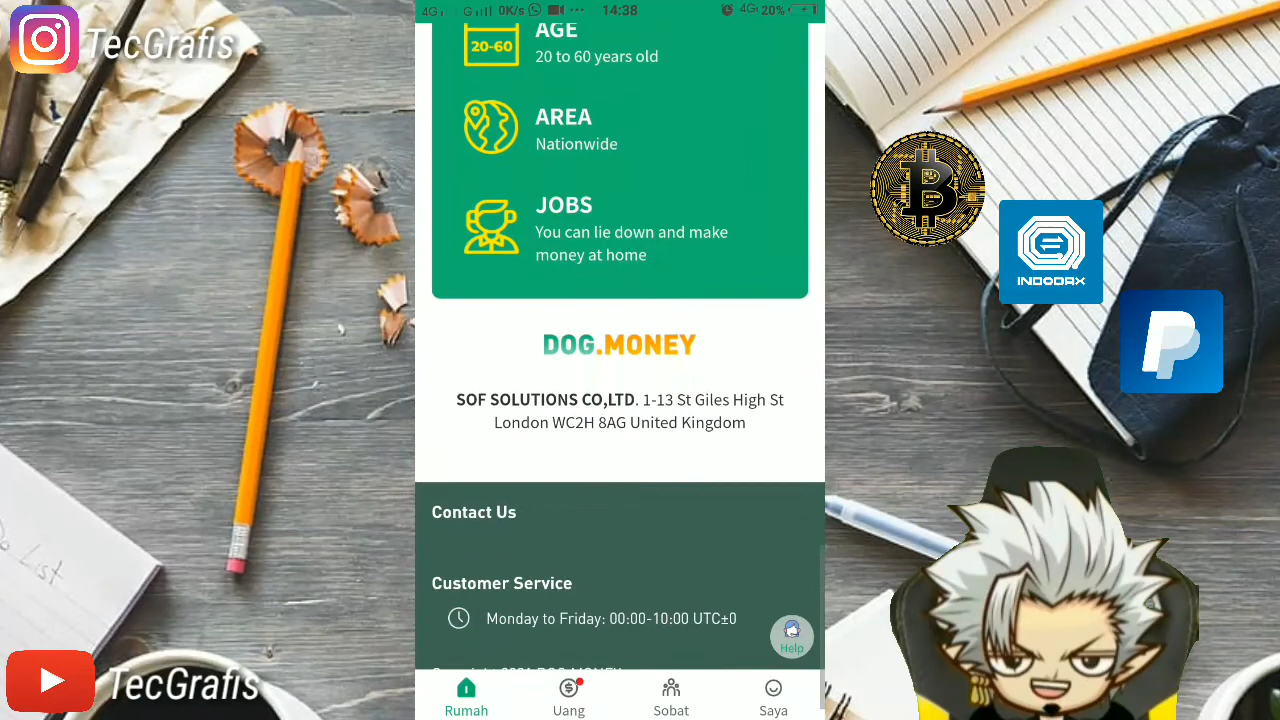 TecGrafis
4G
G
0K/s
14:38
4G
20%
AGE
20-60
20 to 60 years old
AREA
Nationwide
JOBS
You can lie down and make
money at home
DOG.MONEY
SOF SOLUTIONS CO,LTD. 1-13 St Giles High St
London WC2H 8AG United Kingdom
Contact Us
Customer Service
Monday to Friday: 00:00-10:00 UTC±0
Help
Rumah
Uang
Sobat
Saya
B
INDODAX
P
List
TecGrafis